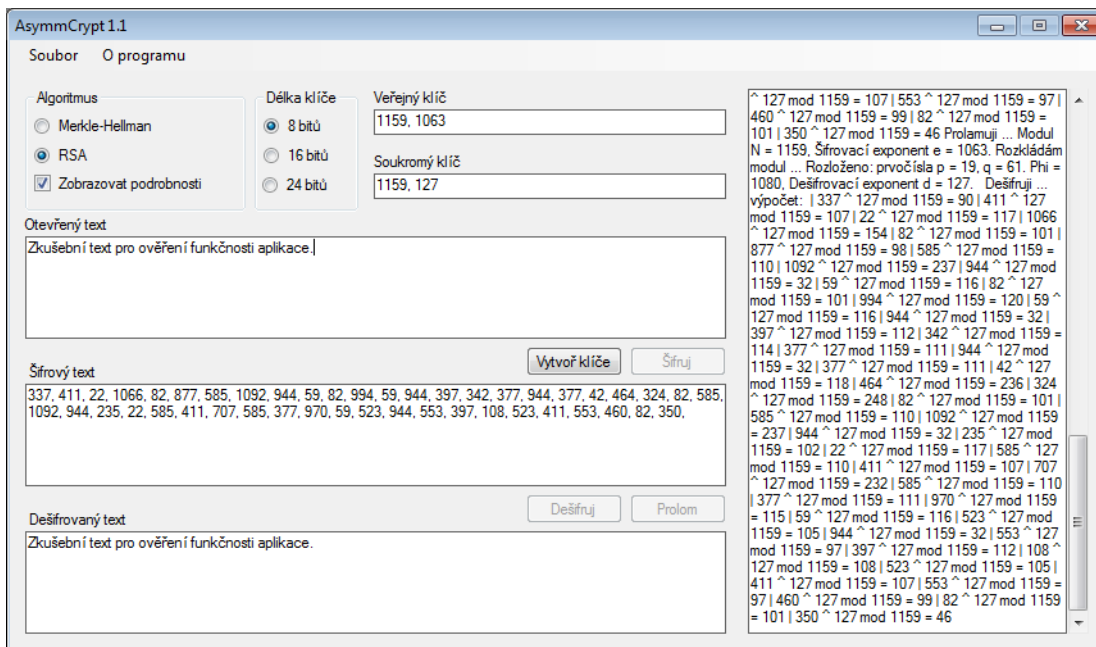 AsymmCrypt 1.1
Soubor O programu
Algoritmus
Merkle-Hellman
RSA
Zobrazovat podrobnosti
Délka klíče
8 bitů
16 bitů
24 bitů
Veřejný klíč
1159, 1063
Soukromý klíč
1159, 127
Otevřený text
Zkušební text pro ověření funkčnosti aplikace.
Vytvoř klíče
Šifruj
Šifrový text
337, 411, 22, 1066, 82, 877, 585, 1092, 944, 59, 82, 994, 59, 944, 397, 342, 377, 944, 377, 42, 464, 324, 82, 585,
1092, 944, 235, 22, 585, 411, 707, 585, 377, 970, 59, 523, 944, 553, 397, 108, 523, 411, 553, 460, 82, 350,
Dešifruj
Prolom
Dešifrovaný text
Zkušební text pro ověření funkčnosti aplikace.
^ 127 mod 1159 = 107 | 553 ^ 127 mod 1159 = 97 |
460 ^ 127 mod 1159 = 99 | 82 ^ 127 mod 1159 =
101 | 350 ^ 127 mod 1159 = 46 Prolamuji ... Modul
N = 1159, Šifrovací exponent e = 1063. Rozkládám
modul ... Rozloženo: prvočísla p = 19, q = 61. Phi =
1080, Dešifrovací exponent d = 127. Dešifruji ...
výpočet: | 337 ^ 127 mod 1159 = 90 | 411 ^ 127
mod 1159 = 107 | 22 ^ 127 mod 1159 = 117 | 1066
^ 127 mod 1159 = 154 | 82 ^ 127 mod 1159 = 101 |
877 ^ 127 mod 1159 = 98 | 585 ^ 127 mod 1159 =
110 | 1092 ^ 127 mod 1159 = 237 | 944 ^ 127 mod
1159 = 32 | 59 ^ 127 mod 1159 = 116 | 82 ^ 127
mod 1159 = 101 | 994 ^ 127 mod 1159 = 120 | 59 ^
127 mod 1159 = 116 | 944 ^ 127 mod 1159 = 32 |
397 ^ 127 mod 1159 = 112 | 342 ^ 127 mod 1159 =
114 | 377 ^ 127 mod 1159 = 111 | 944 ^ 127 mod
1159 = 32 | 377 ^ 127 mod 1159 = 111 | 42 ^ 127
mod 1159 = 118 | 464 ^ 127 mod 1159 = 236 | 324
^ 127 mod 1159 = 248 | 82 ^ 127 mod 1159 = 101 |
585 ^ 127 mod 1159 = 110 | 1092 ^ 127 mod 1159
= 237 | 944 ^ 127 mod 1159 = 32 | 235 ^ 127 mod
1159 = 102 | 22 ^ 127 mod 1159 = 117 | 585 ^ 127
mod 1159 = 110 | 411 ^ 127 mod 1159 = 107 | 707
^ 127 mod 1159 = 232 | 585 ^ 127 mod 1159 = 110
| 377 ^ 127 mod 1159 = 111 | 970 ^ 127 mod 1159
= 115 | 59 ^ 127 mod 1159 = 116 | 523 ^ 127 mod
1159 = 105 | 944 ^ 127 mod 1159 = 32 | 553 ^ 127
mod 1159 = 97 | 397 ^ 127 mod 1159 = 112 | 108 ^
127 mod 1159 = 108 | 523 ^ 127 mod 1159 = 105 |
411 ^ 127 mod 1159 = 107 | 553 ^ 127 mod 1159 =
97 | 460 ^ 127 mod 1159 = 99 | 82 ^ 127 mod 1159
= 101 | 350 ^ 127 mod 1159 = 46